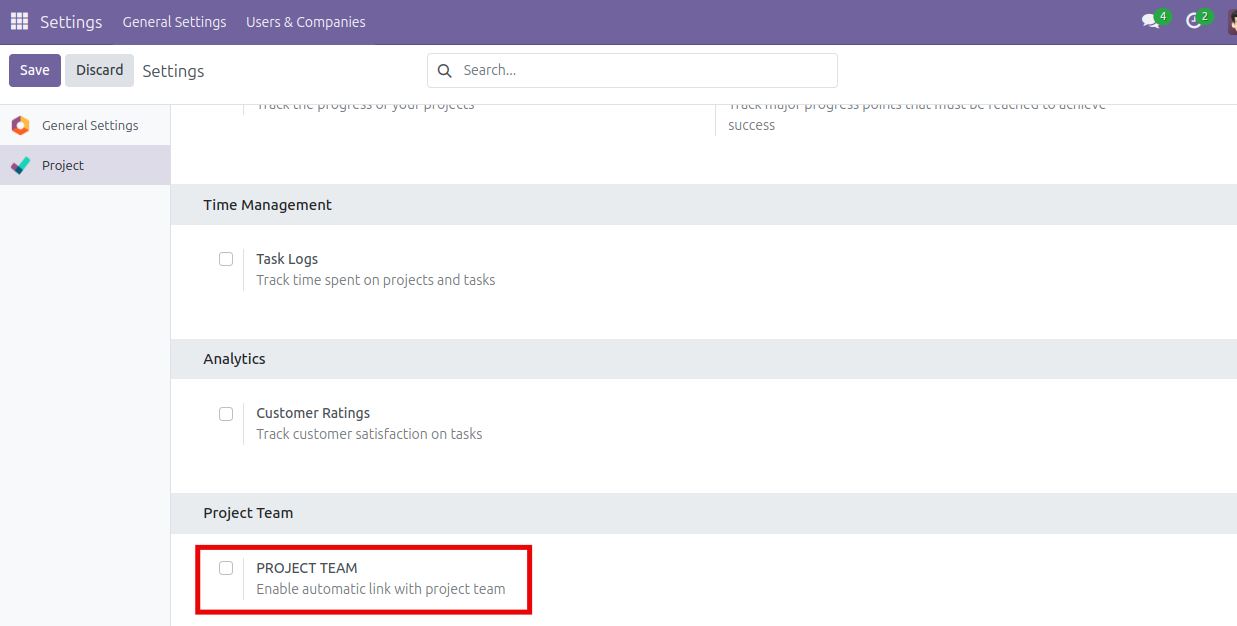 Settings General Settings Users & Companies 4 2
Save Discard Settings Search...
General Settings
Project
Track the progress of your projects
Track major progress points that must be reached to achieve
success
Time Management
Task Logs
Track time spent on projects and tasks
Analytics
Customer Ratings
Track customer satisfaction on tasks
Project Team
PROJECT TEAM
Enable automatic link with project team